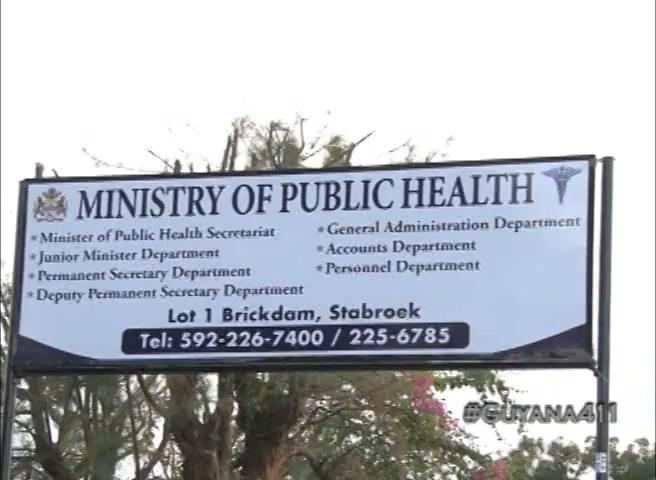 MINISTRY OF PUBLIC HEALTH
*Minister of Public Health Secretariat
*Junior Minister Department
*Permanent Secretary Department
*Deputy Permanent Secretary Department
*General Administration Department
*Accounts Department
*Personnel Department
Lot 1 Brickdam, Stabroek
Tel: 592-226-7400 / 225-6785
#GUYANA411